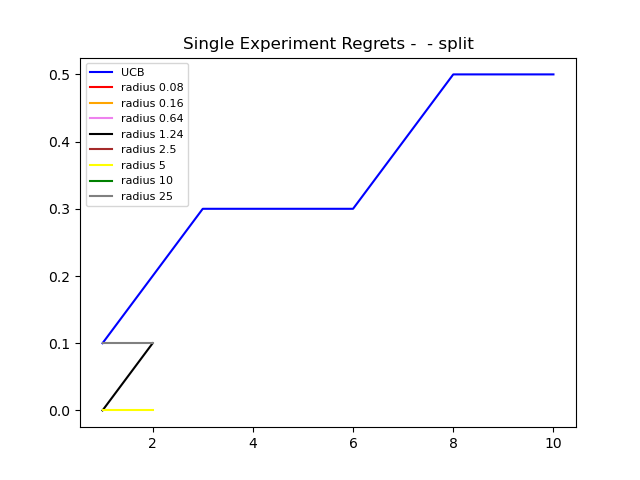 Single Experiment Regrets -  - split
UCB
radius 0.08
radius 0.16
radius 0.64
radius 1.24
radius 2.5
radius 5
radius 10
radius 25
0.5
0.4
0.3
0.2
0.1
0.0
2 4 6 8 10